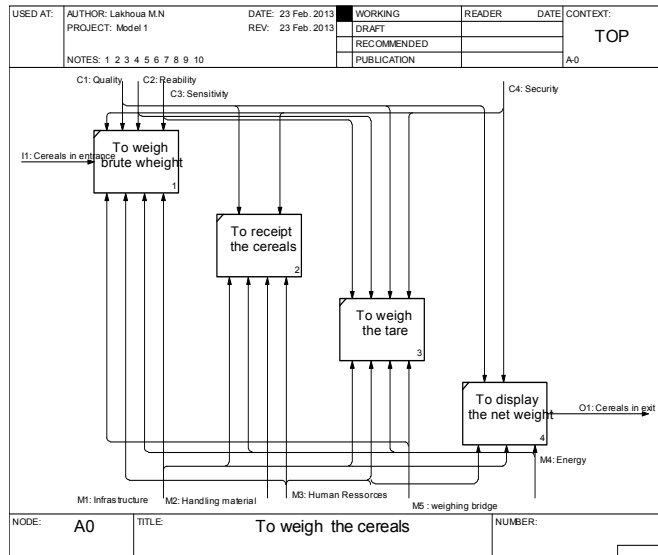 USED AT:
AUTHOR: Lakhoua M.N
DATE: 23 Feb. 2013
WORKING
READER
DATE
CONTEXT:
PROJECT: Model 1
REV: 23 Feb. 2013
DRAFT
TOP
RECOMMENDED
NOTES: 1 2 3 4 5 6 7 8 9 10
PUBLICATION
A-0
C1: Quality
C2: Reability
C3: Sensitivity
C4: Security
I1: Cereals in entrance
To weigh
brute wheight
1
To receipt
the cereals
2
To weigh
the tare
3
To display
the net weight
4
O1: Cereals in exit
M4: Energy
M1: Infrastructure
M2: Handling material
M3: Human Ressorces
M5 : weighing bridge
NODE:
A0
TITLE:
To weigh the cereals
NUMBER: